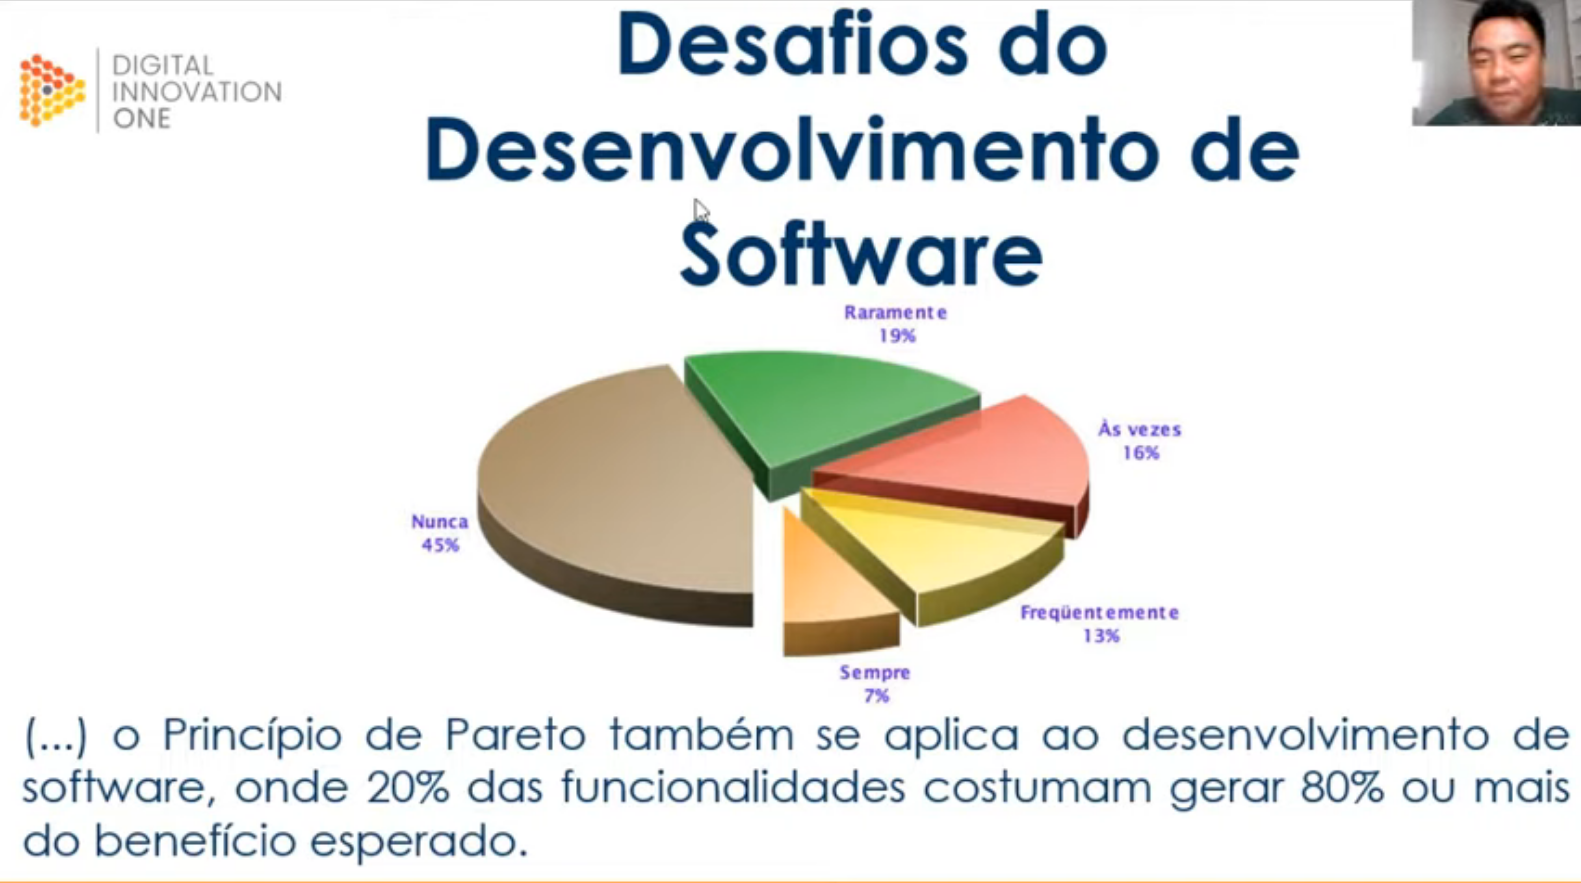 DIGITAL
INNOVATION
ONE
Desafios do
Desenvolvimento de
Software
Raramente
19%
Às vezes
16%
Nunca
45%
Freqüentemente
13%
Sempre
7%
(...) o Princípio de Pareto também se aplica ao desenvolvimento de
software, onde 20% das funcionalidades costumam gerar 80% ou mais
do benefício esperado.